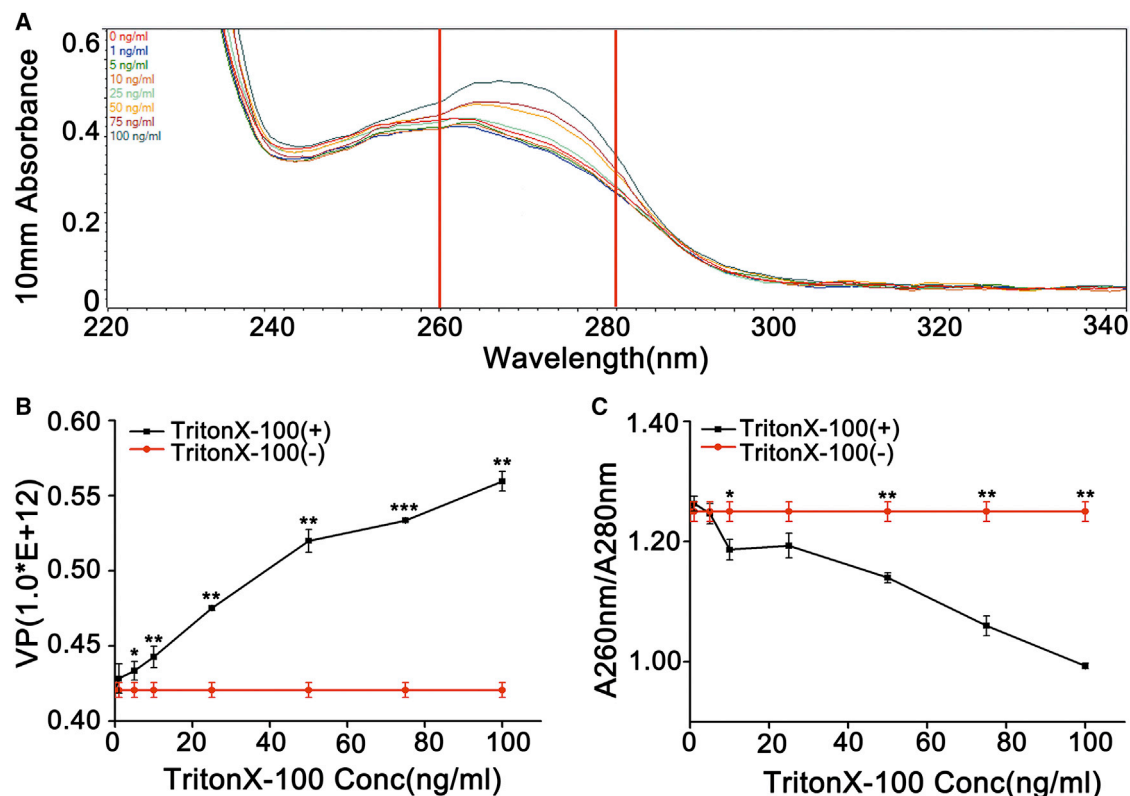 A
10mm Absorbance
0.6
0.4
0.2
0
0 ng/ml
1 ng/ml
5 ng/ml
10 ng/ml
25 ng/ml
50 ng/ml
75 ng/ml
100 ng/ml
220 240 260 280 300 320 340
Wavelength(nm)
B
VP(1.0*E+12)
0.60
0.55
0.50
0.45
0.40
TritonX-100(+)
TritonX-100(-)
* ** ** ** *** **
0 20 40 60 80 100
TritonX-100 Conc(ng/ml)
C
A260nm/A280nm
1.40
1.20
1.00
TritonX-100(+)
TritonX-100(-)
* ** ** **
0 20 40 60 80 100
TritonX-100 Conc(ng/ml)